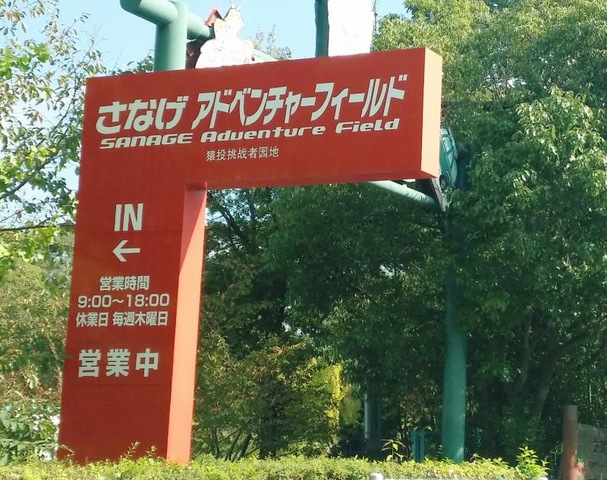 さなげ アドベンチャーフィールド
SANAGE Adventure Field
猿投挑战者园地
IN
←
営業時間
9:00～18:00
休業日 毎週木曜日
営業中